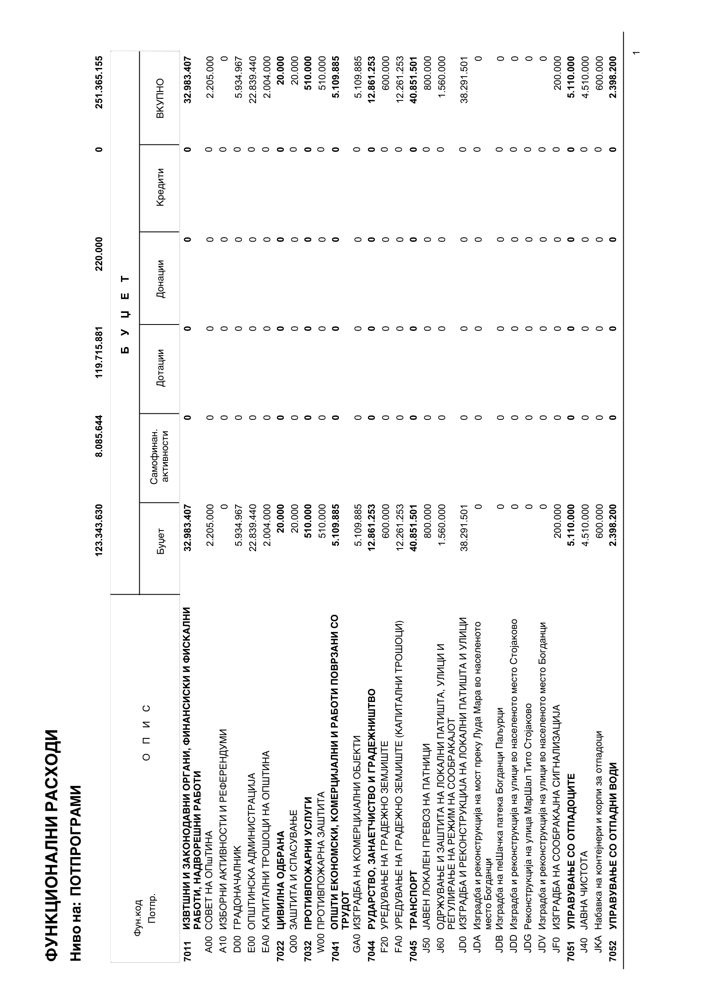 ФУНКЦИОНАЛНИ РАСХОДИ
Ниво на: ПОТПРОГРАМИ
123.343.630 8.085.644 119.715.881 220.000 0 251.365.155
Б У Џ Е Т
Фун.код
Потпр.
О П И С
Буџет Самофинан. активности Дотации Донации Кредити ВКУПНО
7011 ИЗВТШНИ И ЗАКОНОДАВНИ ОРГАНИ, ФИНАНСИСКИ И ФИСКАЛНИ 32.983.407 0 0 0 0 32.983.407
РАБОТИ, НАДВОРЕШНИ РАБОТИ
A00 СОВЕТ НА ОПшТИНА 2.205.000 0 0 0 0 2.205.000
A10 ИЗБОРНИ АКТИВНОСТИ И РЕФЕРЕНДУМИ 0 0 0 0 0 0
D00 ГРАДОНАЧАЛНИК 5.934.967 0 0 0 0 5.934.967
E00 ОПШТИНСКА АДМИНИСТРАЦИЈА 22.839.440 0 0 0 0 22.839.440
EA0 КАПИТАЛНИ ТРОШОЦИ НА ОПШТИНА 2.004.000 0 0 0 0 2.004.000
7022 ЦИВИЛНА ОДБРАНА 20.000 0 0 0 0 20.000
Q00 ЗАШТИТА И СПАСУВАЊЕ 20.000 0 0 0 0 20.000
7032 ПРОТИВПОЖАРНИ УСЛУГИ 510.000 0 0 0 0 510.000
W00 ПРОТИВПОЖАРНА ЗАШТИТА 510.000 0 0 0 0 510.000
7041 ОПШТИ ЕКОНОМСКИ, КОМЕРЦИЈАЛНИ И РАБОТИ ПОВРЗАНИ СО 5.109.885 0 0 0 0 5.109.885
ТРУДОТ
GA0 ИЗГРАДБА НА КОМЕРЦИЈАЛНИ ОБЈЕКТИ 5.109.885 0 0 0 0 5.109.885
7044 РУДАРСТВО, ЗАНАЕТЧИСТВО И ГРАДЕЖНИШТВО 12.861.253 0 0 0 0 12.861.253
F20 УРЕДУВАЊЕ НА ГРАДЕЖНО ЗЕМЈИШТЕ 600.000 0 0 0 0 600.000
FA0 УРЕДУВАЊЕ НА ГРАДЕЖНО ЗЕМЈИШТЕ (КАПИТАЛНИ ТРОШОЦИ) 12.261.253 0 0 0 0 12.261.253
7045 ТРАНСПОРТ 40.851.501 0 0 0 0 40.851.501
J50 ЈАВЕН ЛОКАЛЕН ПРЕВОЗ НА ПАТНИЦИ 800.000 0 0 0 0 800.000
J60 ОДРЖУВАЊЕ И ЗАШТИТА НА ЛОКАЛНИ ПАТИШТА, УЛИЦИ И 1.560.000 0 0 0 0 1.560.000
РЕГУЛИРАЊЕ НА РЕЖИМ НА СООБРАКАЈОТ
JD0 ИЗГРАДБА И РЕКОНСТРУКЦИЈА НА ЛОКАЛНИ ПАТИШТА И УЛИЦИ 38.291.501 0 0 0 0 38.291.501
JDA Изградба и реконструкција на мост преку Луда Мара во населеното 0 0 0 0 0 0
место Богданци
JDB Изградба на пеШачка патека Богданци Паљурци 0 0 0 0 0 0
JDD Изградба и реконструкција на улици во населеното место Стојаково 0 0 0 0 0 0
JDG Реконструкција на улица МарШал Тито Стојаково 0 0 0 0 0 0
JDV Изградба и реконструкција на улици во населеното место Богданци 0 0 0 0 0 0
JF0 ИЗГРАДБА НА СООБРАКАЈНА СИГНАЛИЗАЦИЈА 200.000 0 0 0 0 200.000
7051 УПРАВУВАЊЕ СО ОТПАДОЦИТЕ 5.110.000 0 0 0 0 5.110.000
J40 ЈАВНА ЧИСТОТА 4.510.000 0 0 0 0 4.510.000
JKA Набавка на контејнери и корпи за отпадоци 600.000 0 0 0 0 600.000
7052 УПРАВУВАЊЕ СО ОТПАДНИ ВОДИ 2.398.200 0 0 0 0 2.398.200
1